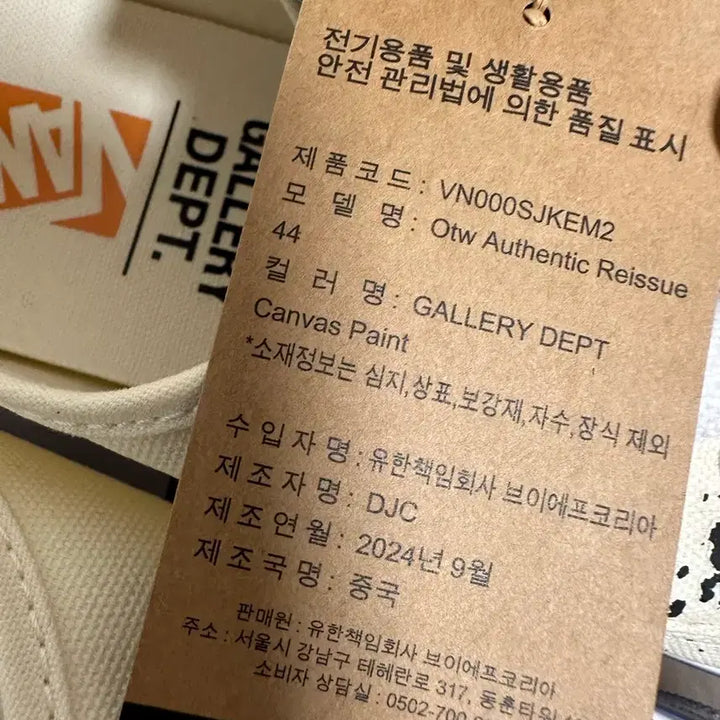 VANS
GALLERY
DEPT.
전기용품 및 생활용품
안전 관리법에 의한 품질 표시
제품코드 : VN000SJKEM2
모델명 : Otw Authentic Reissue
44
컬러명 : GALLERY DEPT
Canvas Paint
*소재정보는 심지,상표,보강재,자수,장식 제외
수입자명 : 유한책임회사 브이에프코리아
제조자명 : DJC
제조연월 : 2024년 9월
제조국명 : 중국
판매원 : 유한책임회사 브이에프코리아
주소 : 서울시 강남구 테헤란로 317, 동훈타워
소비자 상담실 : 0502-700